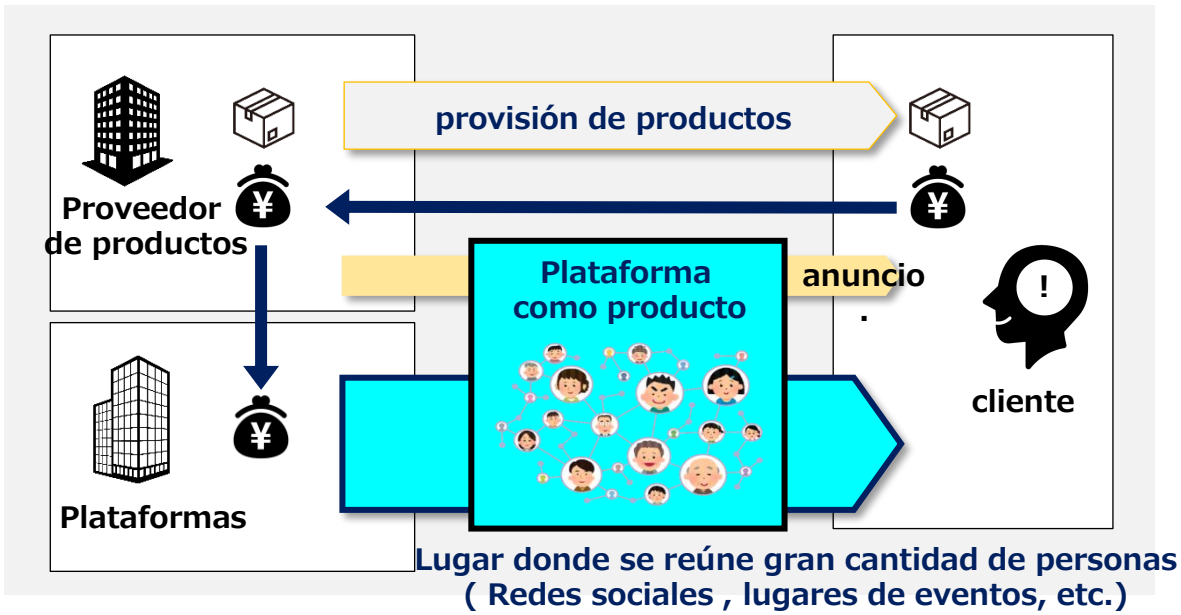 provisión de productos
¥
¥
Proveedor
de productos
Plataforma
como producto
anuncio
.
!
cliente
¥
Plataformas
Lugar donde se reúne gran cantidad de personas
( Redes sociales , lugares de eventos, etc.)